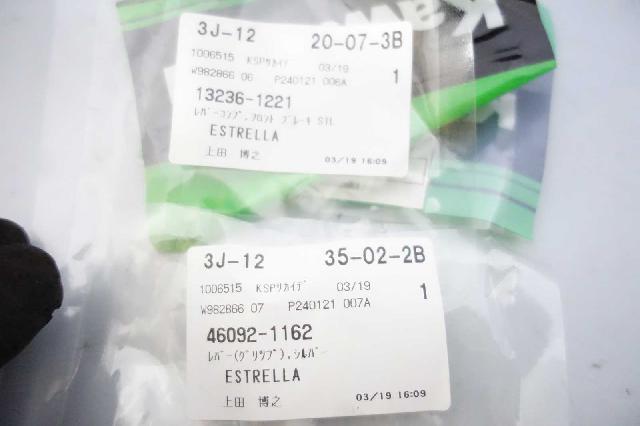 Kaw
3J-12 20-07-3B
1006515 KSPサカイデ 03/19
W982866 06 P240121 006A 1
13236-1221
レバーコンプ,フロント ブレーキ STL
ESTRELLA
上田 博之
03/19 16:09
3J-12 35-02-2B
1006515 KSPサカイデ 03/19
W982866 07 P240121 007A 1
46092-1162
レバー(グリップ),シルバー
ESTRELLA
上田 博之
03/19 16:09